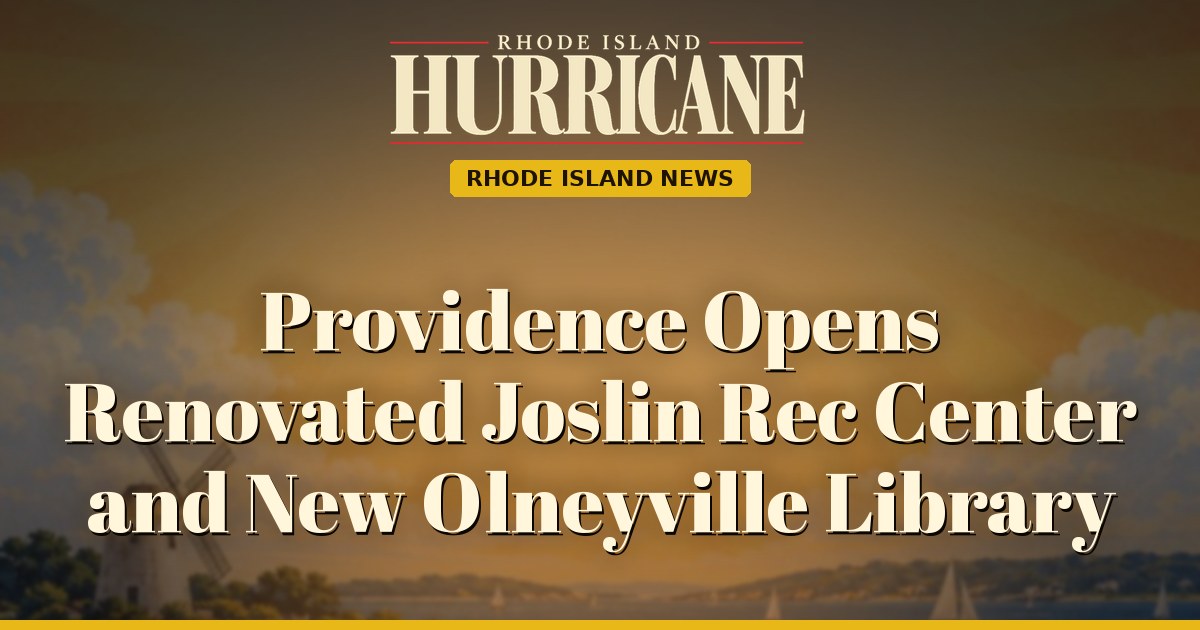 RHODE ISLAND
HURRICANE
RHODE ISLAND NEWS
Providence Opens
Renovated Joslin Rec Center
and New Olneyville Library